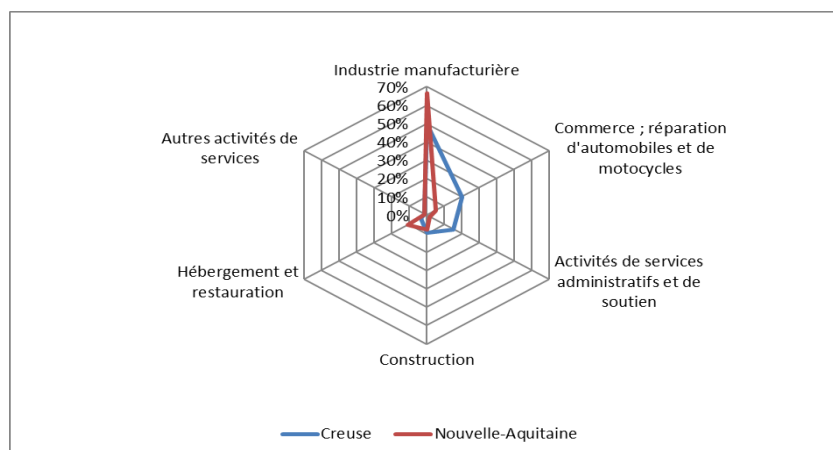 Industrie manufacturière
70%
60%
50%
40%
30%
20%
10%
0%
Commerce ; réparation
d'automobiles et de
motocycles
Activités de services
administratifs et de
soutien
Construction
Hébergement et
restauration
Autres activités de
services
Creuse
Nouvelle-Aquitaine